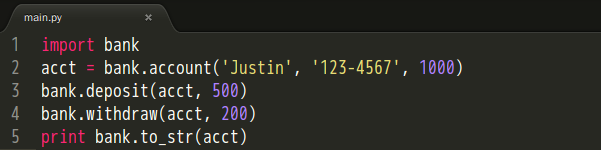 main.py ×
1 import bank
2 acct = bank.account('Justin', '123-4567', 1000)
3 bank.deposit(acct, 500)
4 bank.withdraw(acct, 200)
5 print bank.to_str(acct)